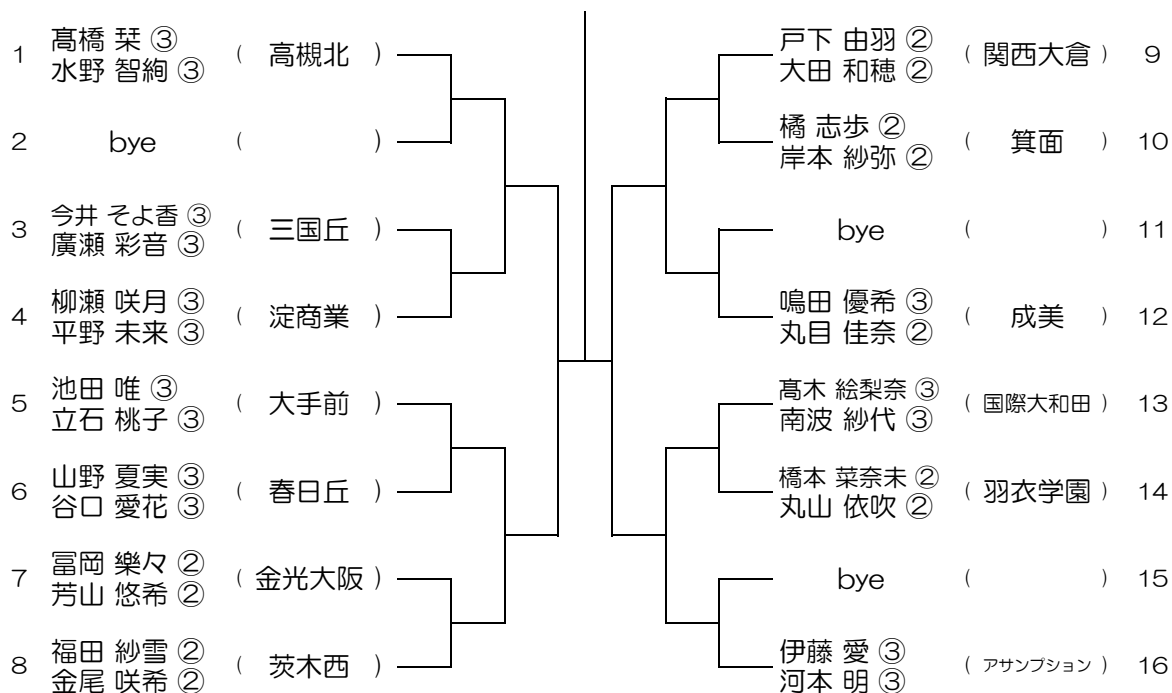 1 髙橋 栞 ③
水野 智絢 ③ ( 高槻北 )
2 bye ( )
3 今井 そよ香 ③
廣瀬 彩音 ③ ( 三国丘 )
4 柳瀬 咲月 ③
平野 未来 ③ ( 淀商業 )
5 池田 唯 ③
立石 桃子 ③ ( 大手前 )
6 山野 夏実 ③
谷口 愛花 ③ ( 春日丘 )
7 冨岡 樂々 ②
芳山 悠希 ② ( 金光大阪 )
8 福田 紗雪 ②
金尾 咲希 ② ( 茨木西 )
戸下 由羽 ②
大田 和穂 ② ( 関西大倉 ) 9
橘 志歩 ②
岸本 紗弥 ② ( 箕面 ) 10
bye ( ) 11
鳴田 優希 ③
丸目 佳奈 ② ( 成美 ) 12
髙木 絵梨奈 ③
南波 紗代 ③ ( 国際大和田 ) 13
橋本 菜奈未 ②
丸山 依吹 ② ( 羽衣学園 ) 14
bye ( ) 15
伊藤 愛 ③
河本 明 ③ ( アサンプション ) 16